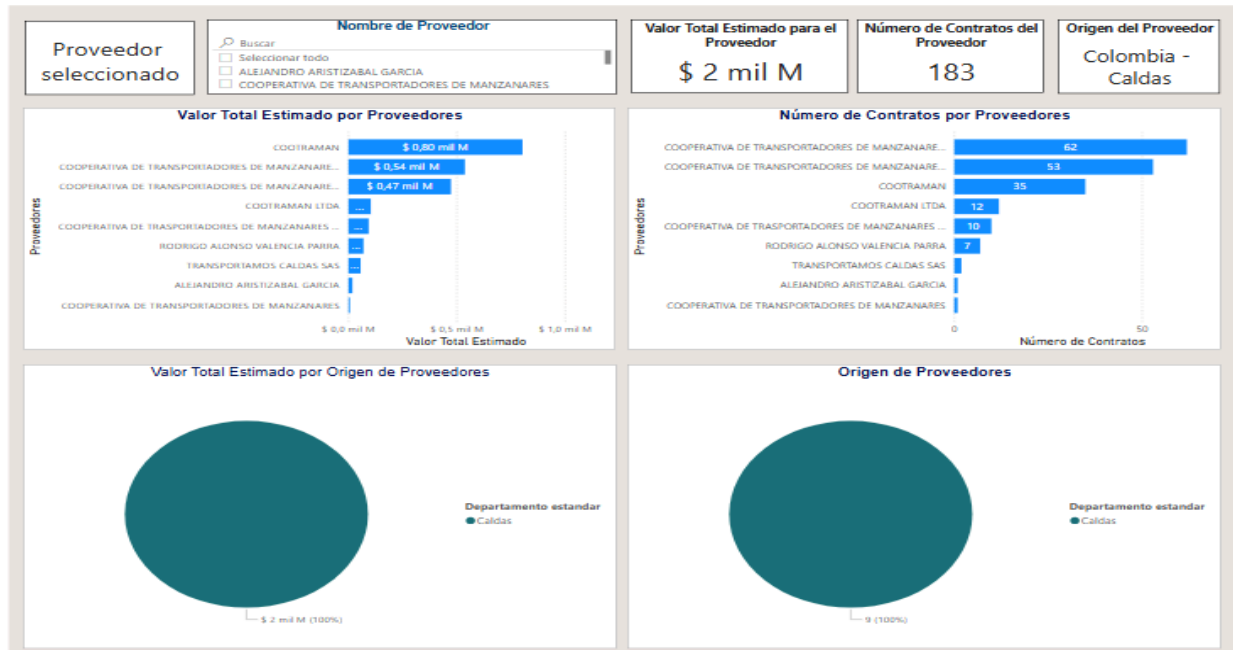 Proveedor
seleccionado
Nombre de Proveedor
Buscar
Seleccionar todo
ALEJANDRO ARISTIZABAL GARCIA
COOPERATIVA DE TRANSPORTADORES DE MANZANARES
Valor Total Estimado para el
Proveedor
$ 2 mil M
Número de Contratos del
Proveedor
183
Origen del Proveedor
Colombia -
Caldas
Valor Total Estimado por Proveedores
Proveedores
COOTRAMAN $ 0,80 mil M
COOPERATIVA DE TRANSPORTADORES DE MANZANARE... $ 0,54 mil M
COOPERATIVA DE TRANSPORTADORES DE MANZANARE... $ 0,47 mil M
COOTRAMAN LTDA ...
COOPERATIVA DE TRASPORTADORES DE MANZANARES ... ...
RODRIGO ALONSO VALENCIA PARRA ...
TRANSPORTAMOS CALDAS SAS ...
ALEJANDRO ARISTIZABAL GARCIA
COOPERATIVA DE TRANSPORTADORES DE MANZANARES
$ 0,0 mil M $ 0,5 mil M $ 1,0 mil M
Valor Total Estimado
Número de Contratos por Proveedores
Proveedores
COOPERATIVA DE TRANSPORTADORES DE MANZANARE... 62
COOPERATIVA DE TRANSPORTADORES DE MANZANARE... 53
COOTRAMAN 35
COOTRAMAN LTDA 12
COOPERATIVA DE TRASPORTADORES DE MANZANARES ... 10
RODRIGO ALONSO VALENCIA PARRA 7
TRANSPORTAMOS CALDAS SAS
ALEJANDRO ARISTIZABAL GARCIA
COOPERATIVA DE TRANSPORTADORES DE MANZANARES
0 50
Número de Contratos
Valor Total Estimado por Origen de Proveedores
Departamento estandar
Caldas
$ 2 mil M (100%)
Origen de Proveedores
Departamento estandar
Caldas
9 (100%)